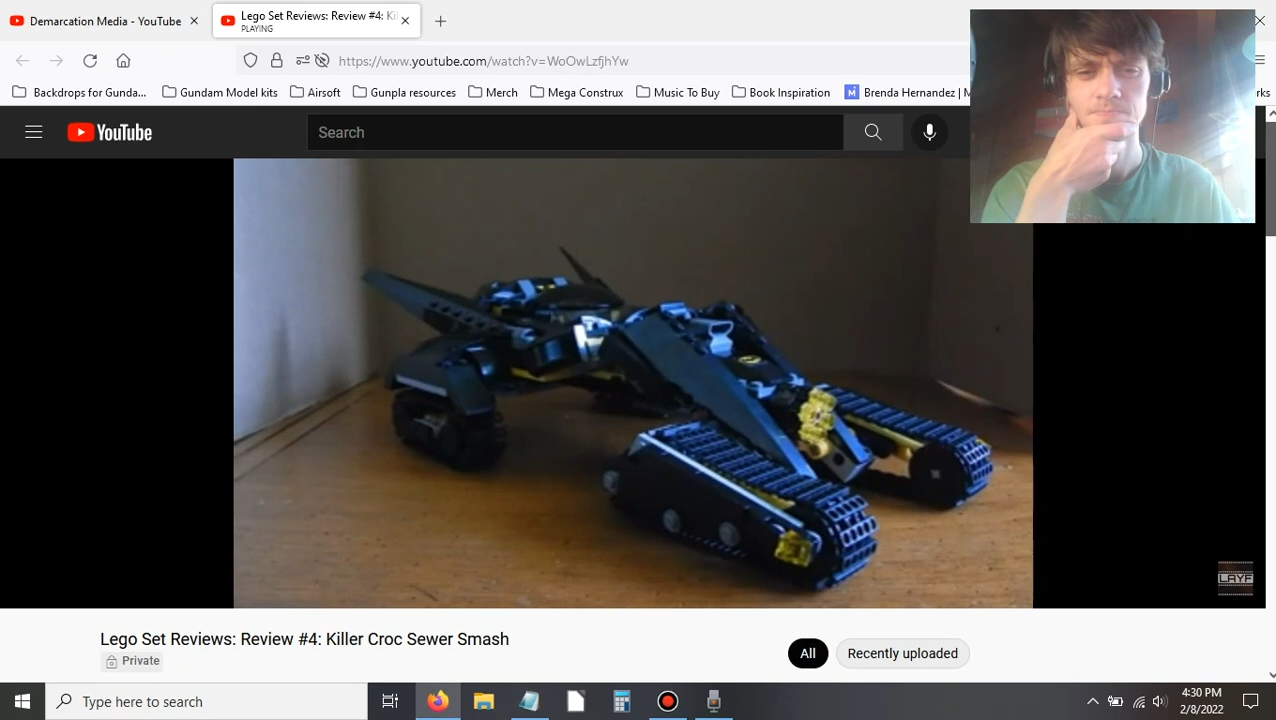 Demarcation Media - YouTube
Lego Set Reviews: Review #4: Kil
PLAYING
https://www.youtube.com/watch?v=WoOwLzfjhYw
Backdrops for Gunda...
Gundam Model kits
Airsoft
Gunpla resources
Merch
Mega Construx
Music To Buy
Book Inspiration
M
Brenda Hernandez | M
rks
YouTube
Search
LAYF
Lego Set Reviews: Review #4: Killer Croc Sewer Smash
Private
All
Recently uploaded
Type here to search
4:30 PM
2/8/2022